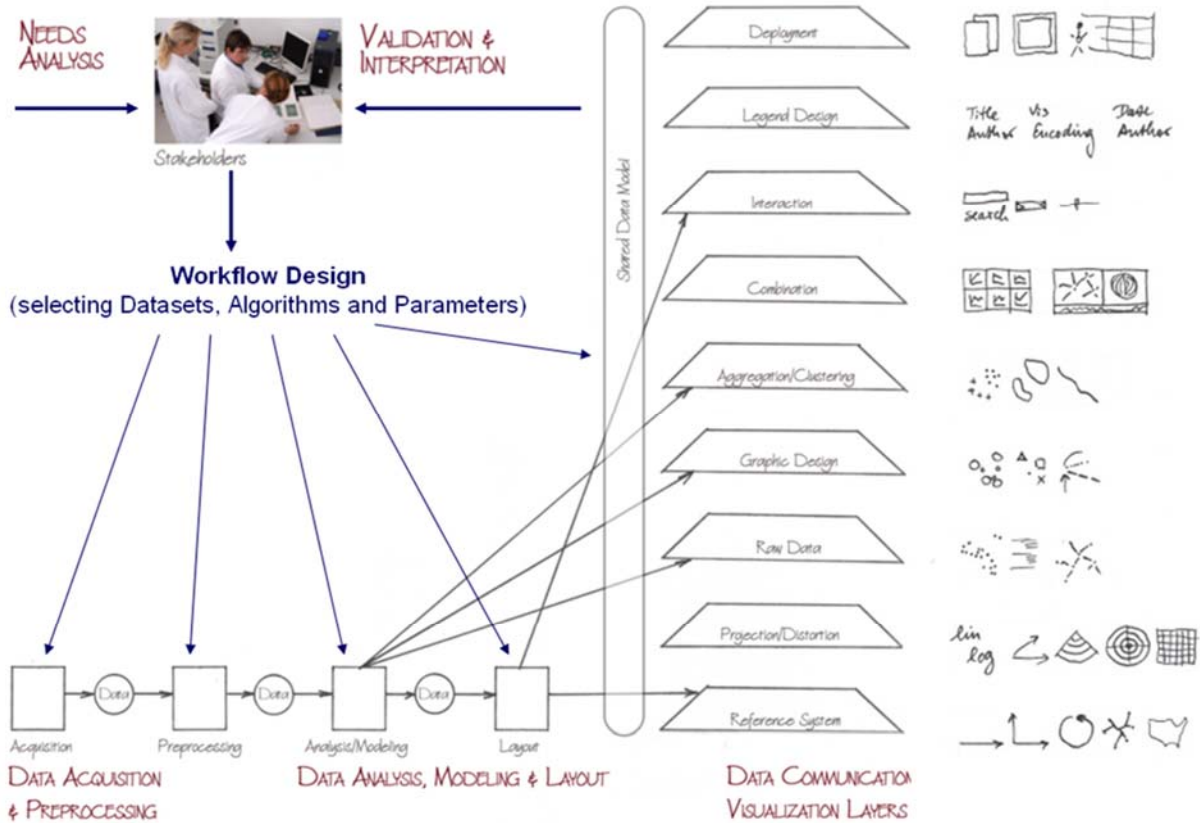 NEEDS
ANALYSIS
VALIDATION &
INTERPRETATION
Stakeholders
Workflow Design
(selecting Datasets, Algorithms and Parameters)
Shared Data Model
Deployment
Legend Design
Title Vis Date
Author Encoding Author
Interaction
search
Combination
Aggregation/Clustering
Graphic Design
Raw Data
Projection/Distortion
lin
log
Reference System
Data
Data
Data
Acquisition
Preprocessing
Analysis/Modeling
Layout
DATA ACQUISITION
& PREPROCESSING
DATA ANALYSIS, MODELING & LAYOUT
DATA COMMUNICATION
VISUALIZATION LAYERS